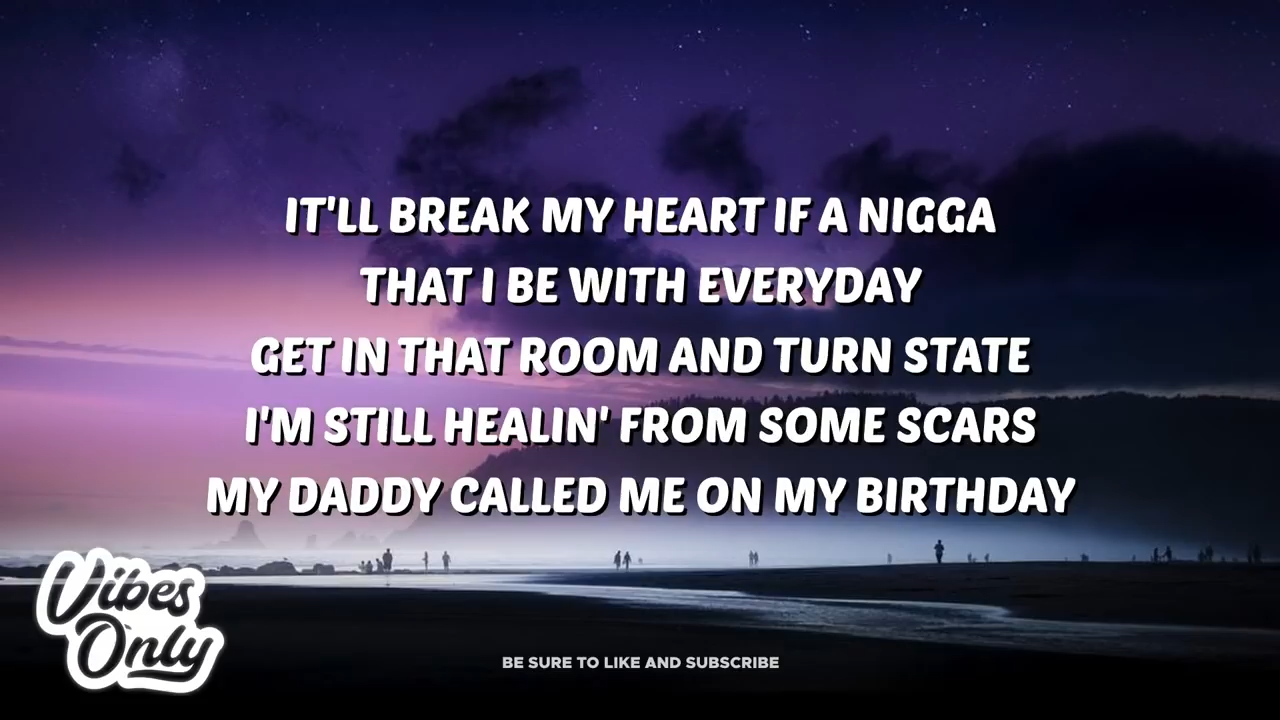 IT'LL BREAK MY HEART IF A NIGGA
THAT I BE WITH EVERYDAY
GET IN THAT ROOM AND TURN STATE
I'M STILL HEALIN' FROM SOME SCARS
MY DADDY CALLED ME ON MY BIRTHDAY
Vibes
Only
BE SURE TO LIKE AND SUBSCRIBE